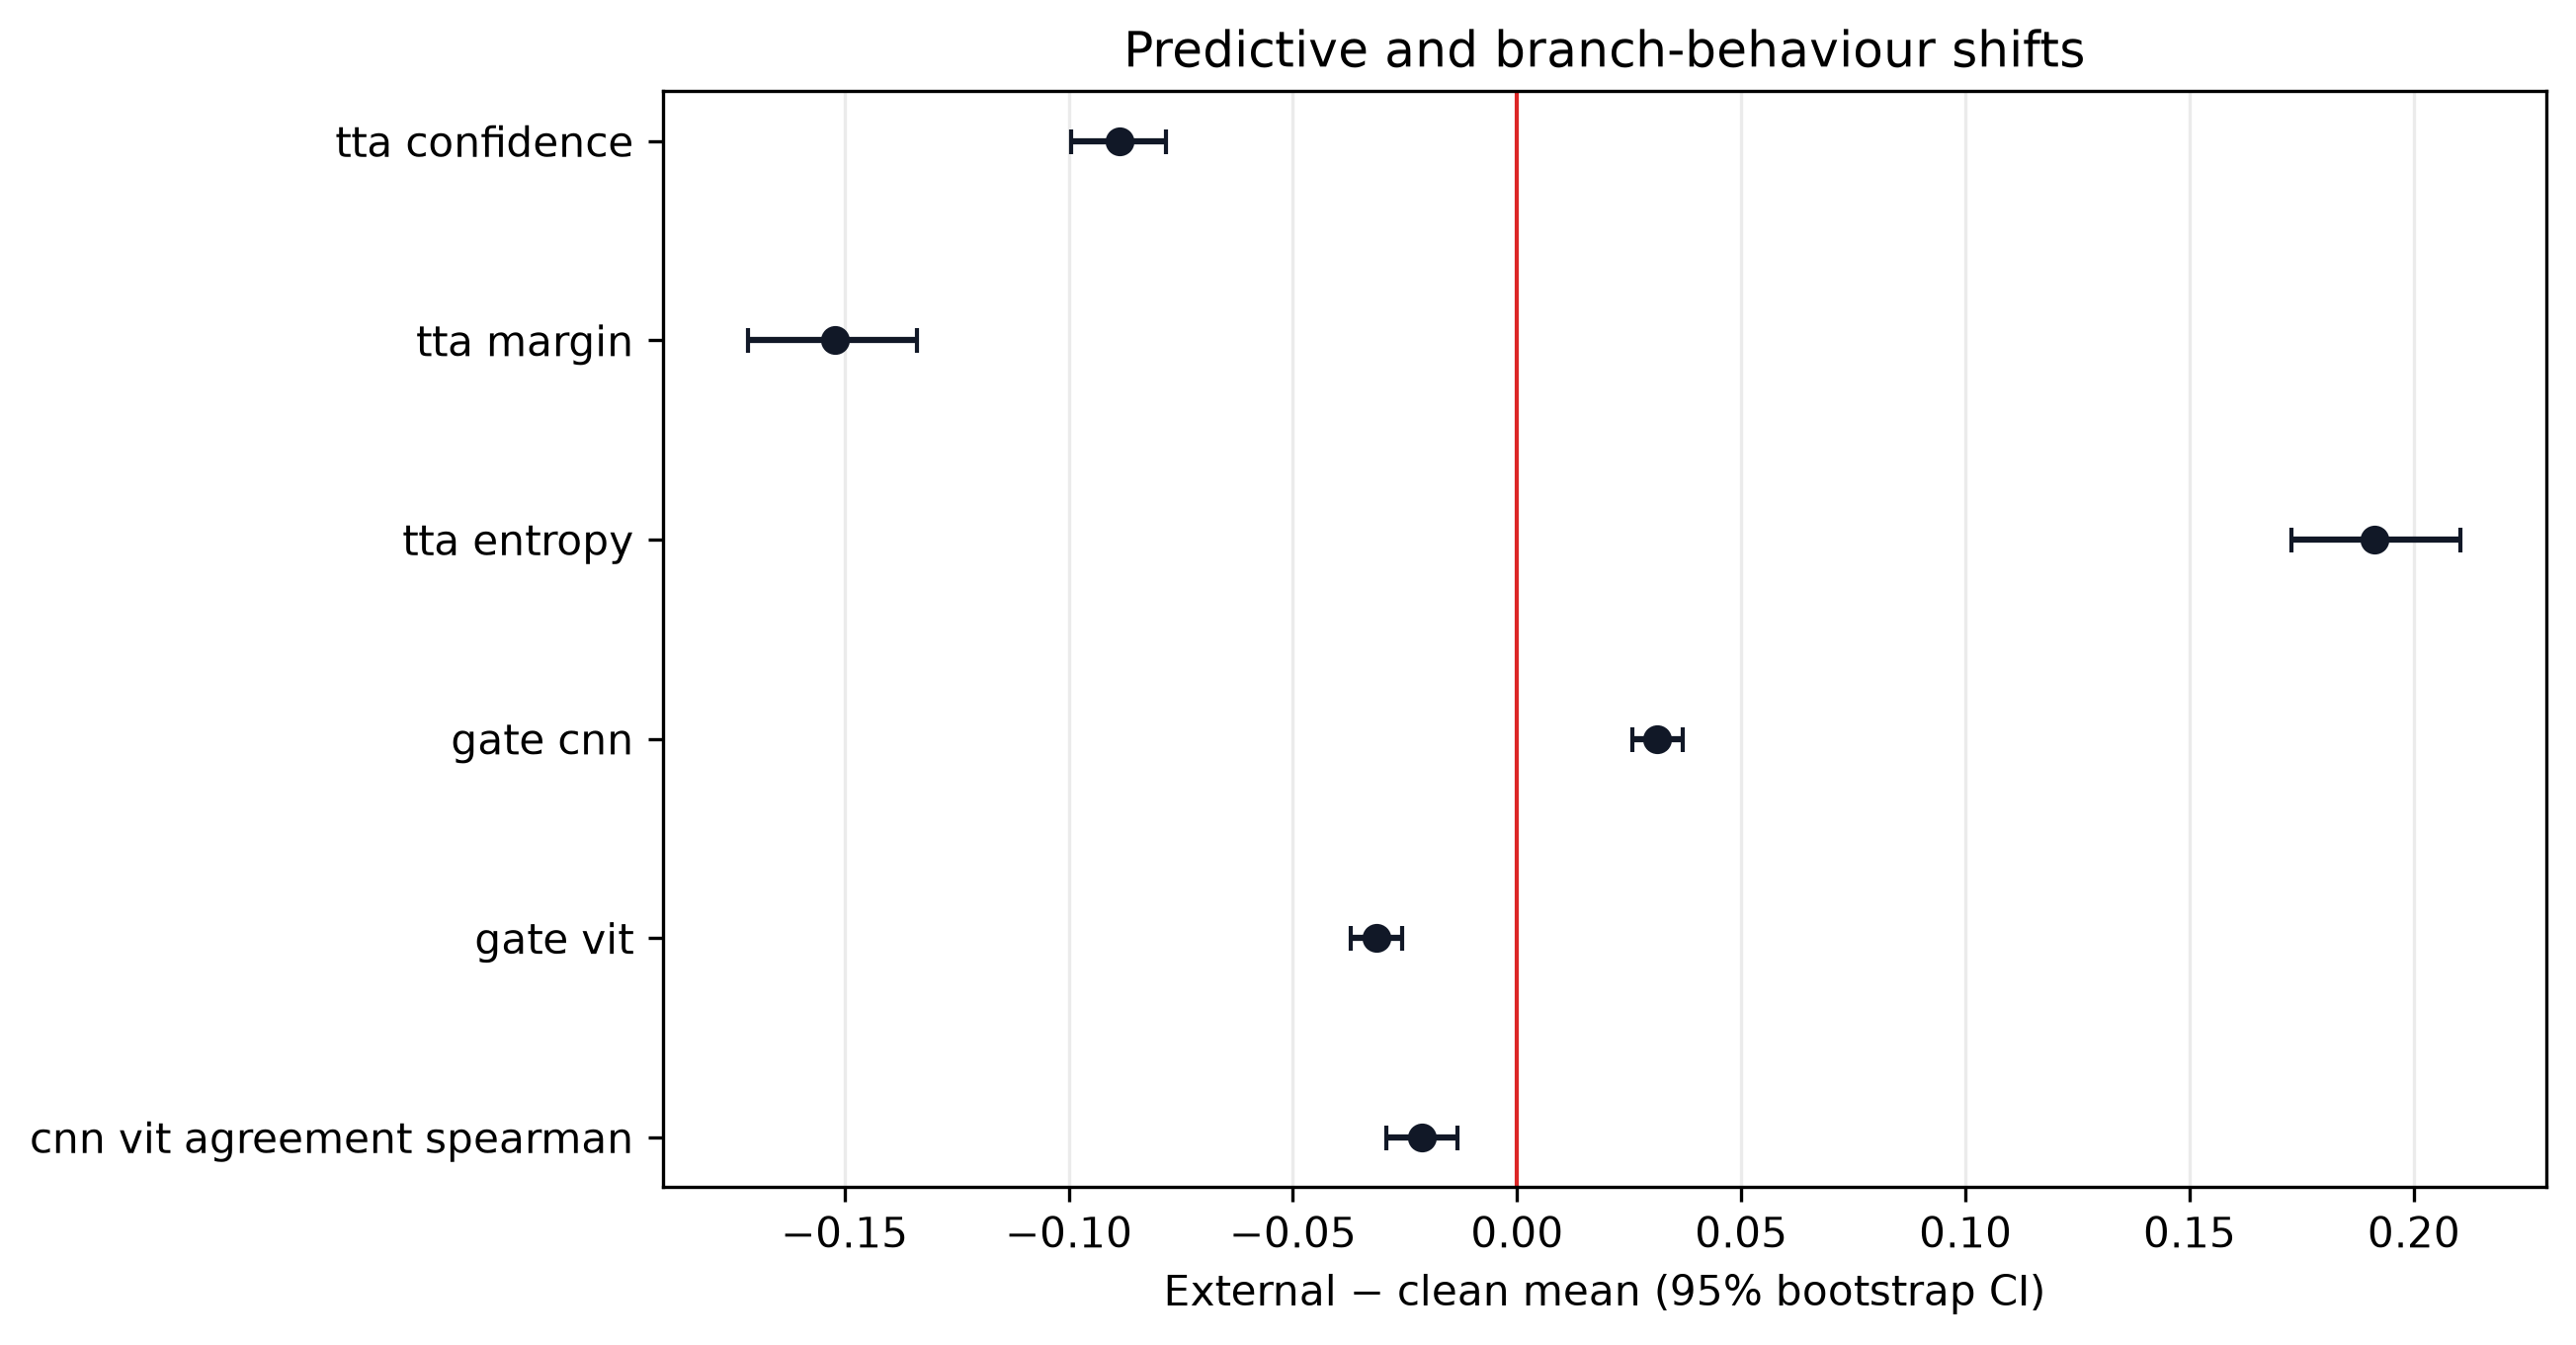 Predictive and branch-behaviour shifts
tta confidence
tta margin
tta entropy
gate cnn
gate vit
cnn vit agreement spearman
−0.15 −0.10 −0.05 0.00 0.05 0.10 0.15 0.20
External − clean mean (95% bootstrap CI)